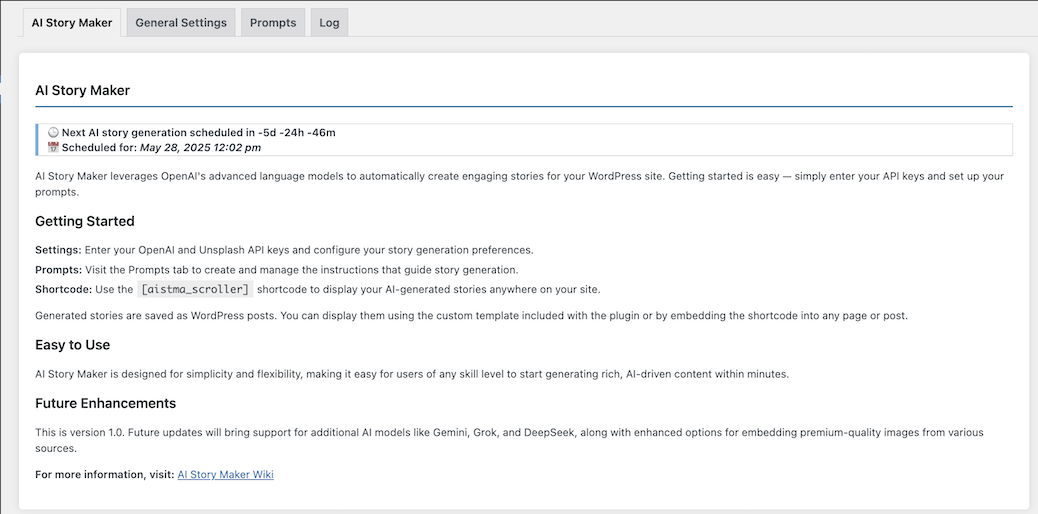 AI Story Maker General Settings Prompts Log
AI Story Maker
🕒 Next AI story generation scheduled in -5d -24h -46m
📅 Scheduled for: May 28, 2025 12:02 pm
AI Story Maker leverages OpenAI's advanced language models to automatically create engaging stories for your WordPress site. Getting started is easy — simply enter your API keys and set up your
prompts.
Getting Started
Settings: Enter your OpenAI and Unsplash API keys and configure your story generation preferences.
Prompts: Visit the Prompts tab to create and manage the instructions that guide story generation.
Shortcode: Use the [aistma_scroller] shortcode to display your AI-generated stories anywhere on your site.
Generated stories are saved as WordPress posts. You can display them using the custom template included with the plugin or by embedding the shortcode into any page or post.
Easy to Use
AI Story Maker is designed for simplicity and flexibility, making it easy for users of any skill level to start generating rich, AI-driven content within minutes.
Future Enhancements
This is version 1.0. Future updates will bring support for additional AI models like Gemini, Grok, and DeepSeek, along with enhanced options for embedding premium-quality images from various
sources.
For more information, visit: AI Story Maker Wiki